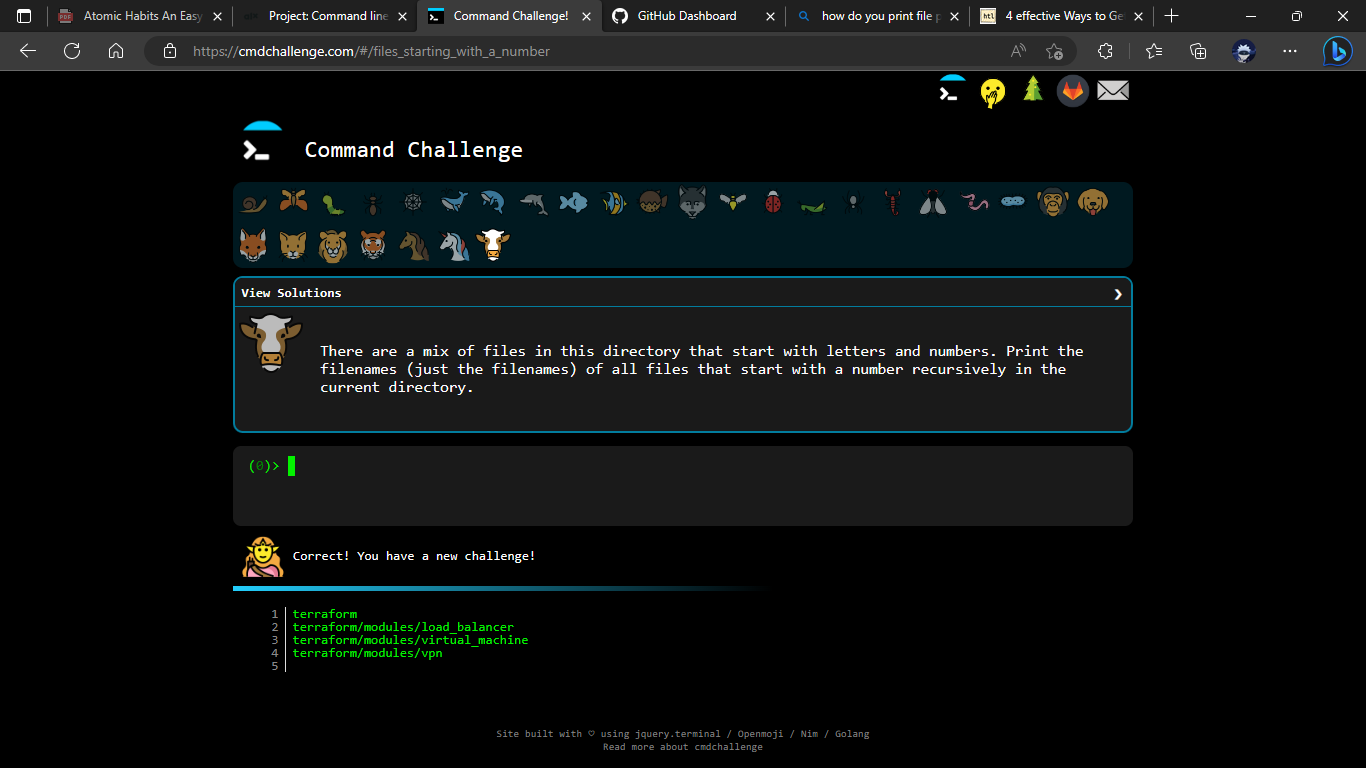 Atomic Habits An Easy
Project: Command line
Command Challenge!
GitHub Dashboard
how do you print file p
4 effective Ways to Ge
https://cmdchallenge.com/#/files_starting_with_a_number
Command Challenge
View Solutions
There are a mix of files in this directory that start with letters and numbers. Print the
filenames (just the filenames) of all files that start with a number recursively in the
current directory.
(0)>
Correct! You have a new challenge!
1 terraform
2 terraform/modules/load_balancer
3 terraform/modules/virtual_machine
4 terraform/modules/vpn
5
Site built with ♡ using jquery.terminal / Openmoji / Nim / Golang
Read more about cmdchallenge